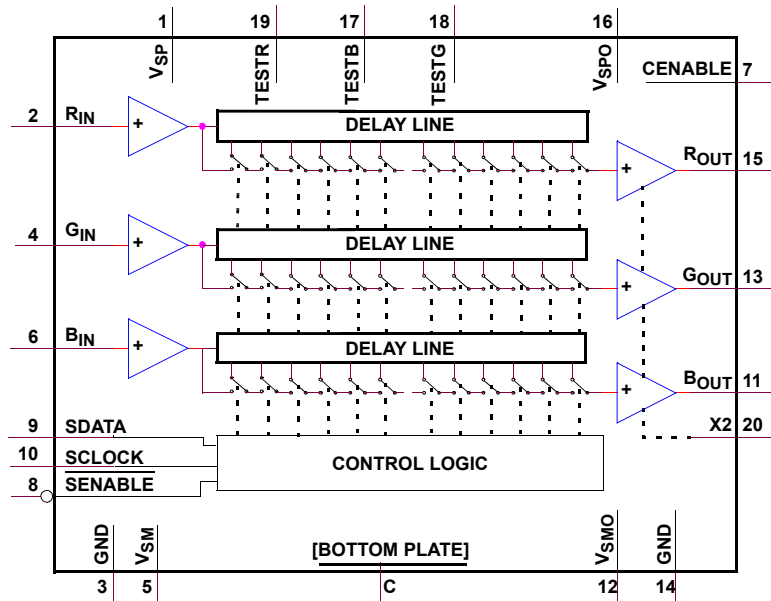 1 19 17 18 16
VSP TESTR TESTB TESTG VSPO
CENABLE 7
2 RIN + DELAY LINE
+ ROUT 15
4 GIN + DELAY LINE
+ GOUT 13
6 BIN + DELAY LINE
+ BOUT 11
9 SDATA X2 20
10 SCLOCK CONTROL LOGIC
8 SENABLE
GND VSM [BOTTOM PLATE] VSMO GND
3 5 C 12 14